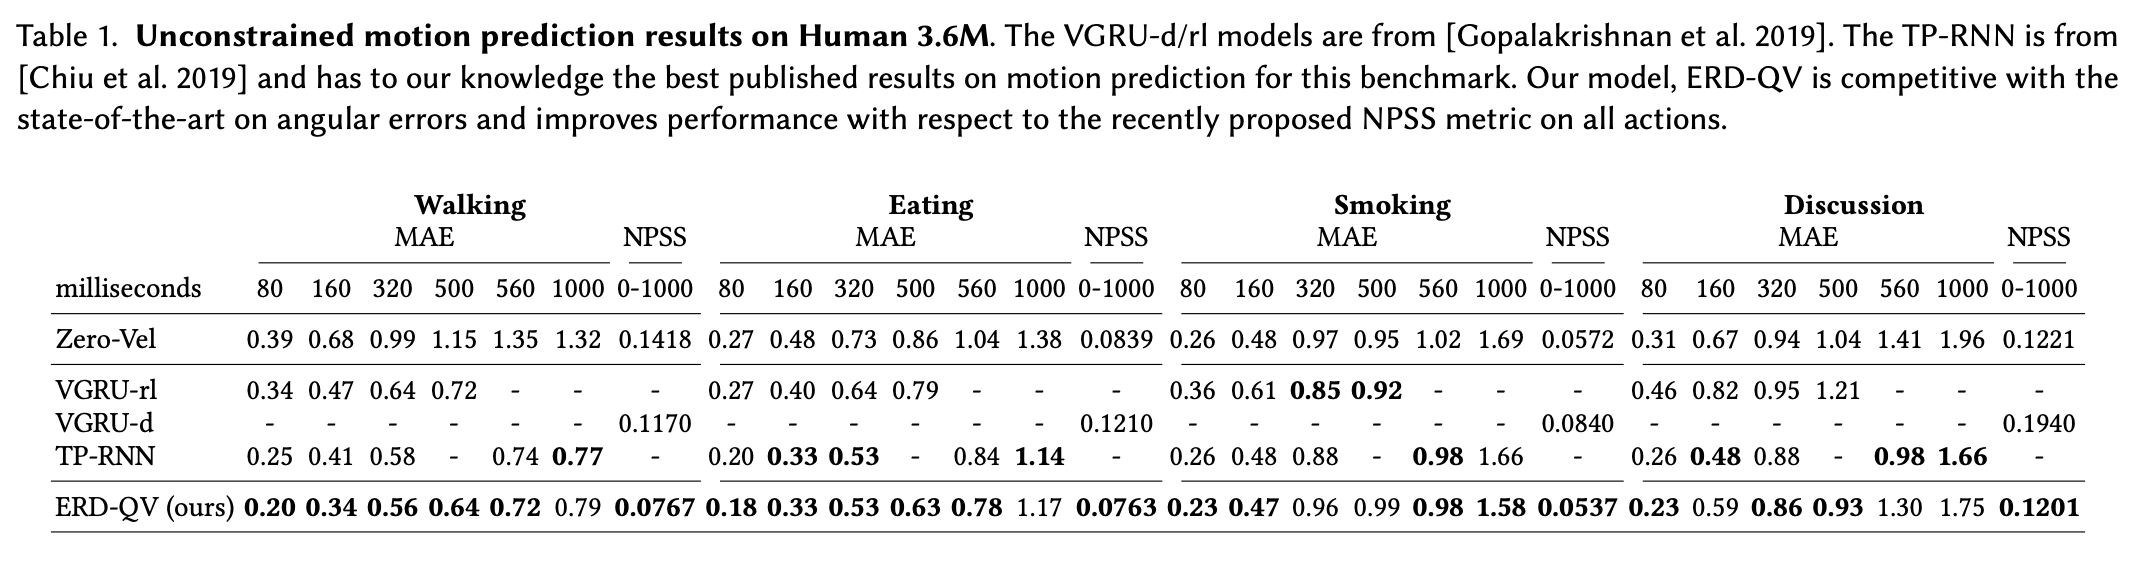 Table 1. Unconstrained motion prediction results on Human 3.6M. The VGRU-d/rl models are from [Gopalakrishnan et al. 2019]. The TP-RNN is from
[Chiu et al. 2019] and has to our knowledge the best published results on motion prediction for this benchmark. Our model, ERD-QV is competitive with the
state-of-the-art on angular errors and improves performance with respect to the recently proposed NPSS metric on all actions.
Walking Eating Smoking Discussion
MAE NPSS MAE NPSS MAE NPSS MAE NPSS
milliseconds 80 160 320 500 560 1000 0-1000 80 160 320 500 560 1000 0-1000 80 160 320 500 560 1000 0-1000 80 160 320 500 560 1000 0-1000
Zero-Vel 0.39 0.68 0.99 1.15 1.35 1.32 0.1418 0.27 0.48 0.73 0.86 1.04 1.38 0.0839 0.26 0.48 0.97 0.95 1.02 1.69 0.0572 0.31 0.67 0.94 1.04 1.41 1.96 0.1221
VGRU-rl 0.34 0.47 0.64 0.72 - - - 0.27 0.40 0.64 0.79 - - - 0.36 0.61 0.85 0.92 - - - 0.46 0.82 0.95 1.21 - - -
VGRU-d - - - - - - 0.1170 - - - - - - 0.1210 - - - - - - 0.0840 - - - - - - 0.1940
TP-RNN 0.25 0.41 0.58 - 0.74 0.77 - 0.20 0.33 0.53 - 0.84 1.14 - 0.26 0.48 0.88 - 0.98 1.66 - 0.26 0.48 0.88 - 0.98 1.66 -
ERD-QV (ours) 0.20 0.34 0.56 0.64 0.72 0.79 0.0767 0.18 0.33 0.53 0.63 0.78 1.17 0.0763 0.23 0.47 0.96 0.99 0.98 1.58 0.0537 0.23 0.59 0.86 0.93 1.30 1.75 0.1201